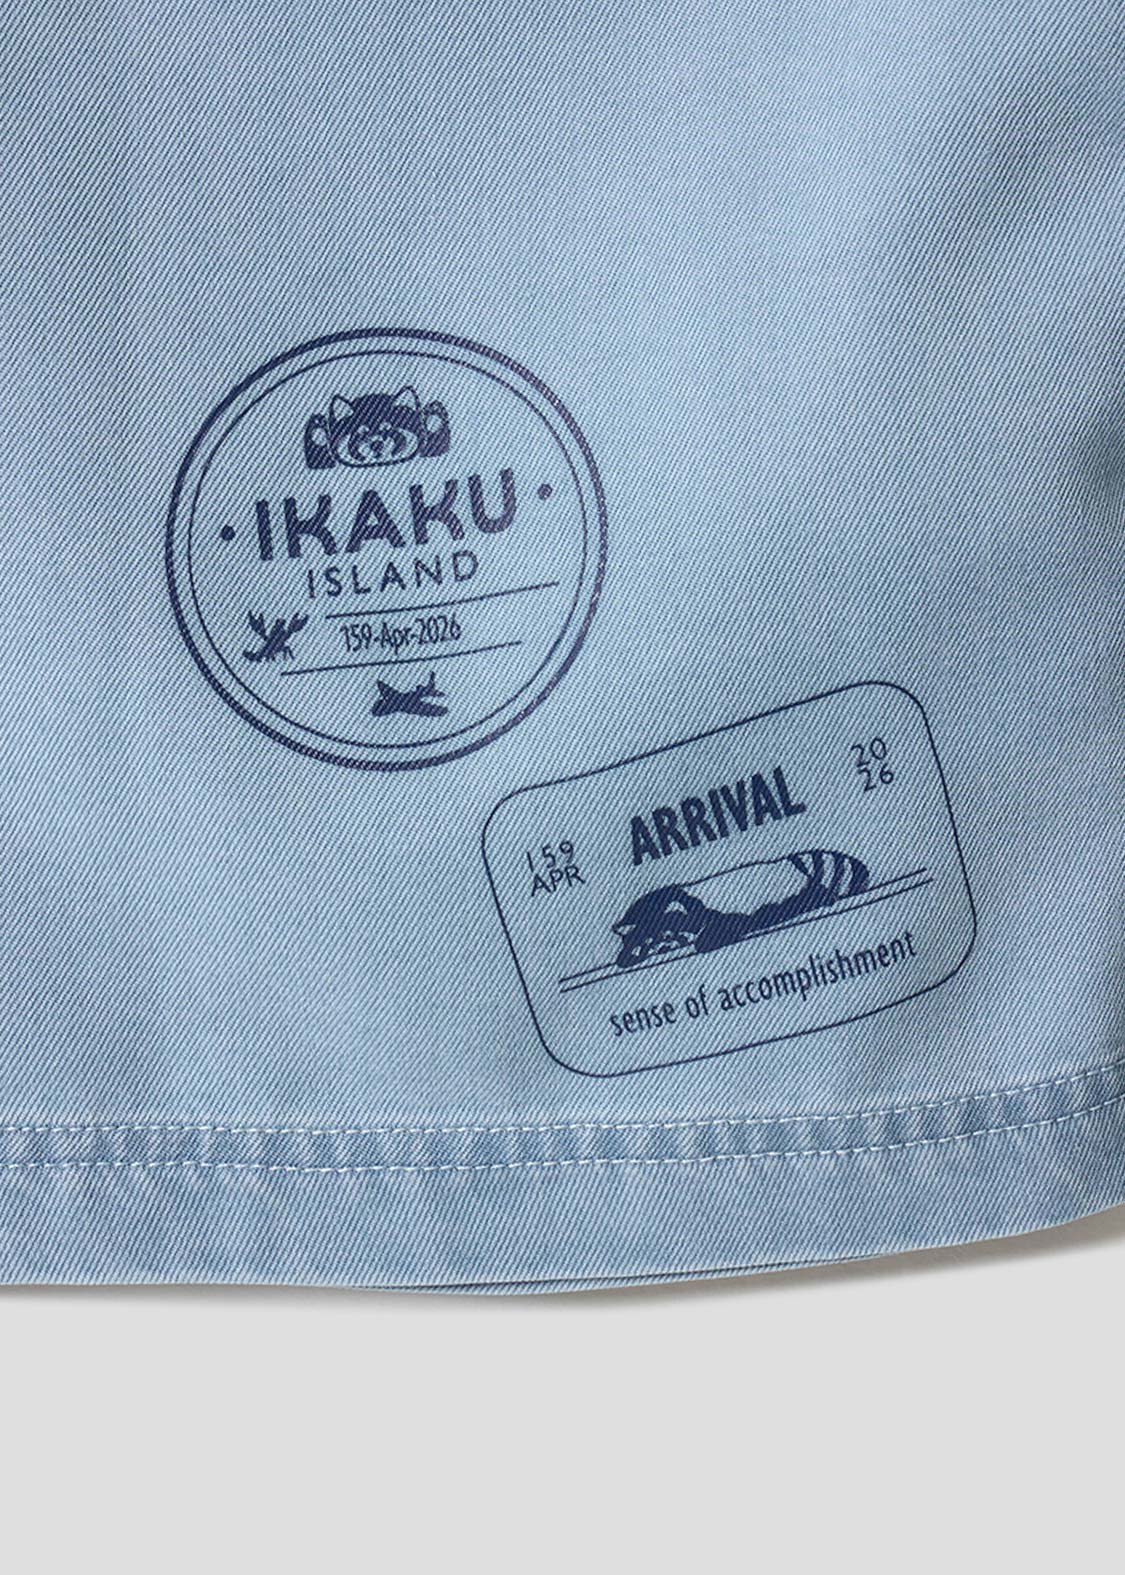 IKAKU
ISLAND
159-Apr-2026
ARRIVAL
20
26
159
APR
sense of accomplishment